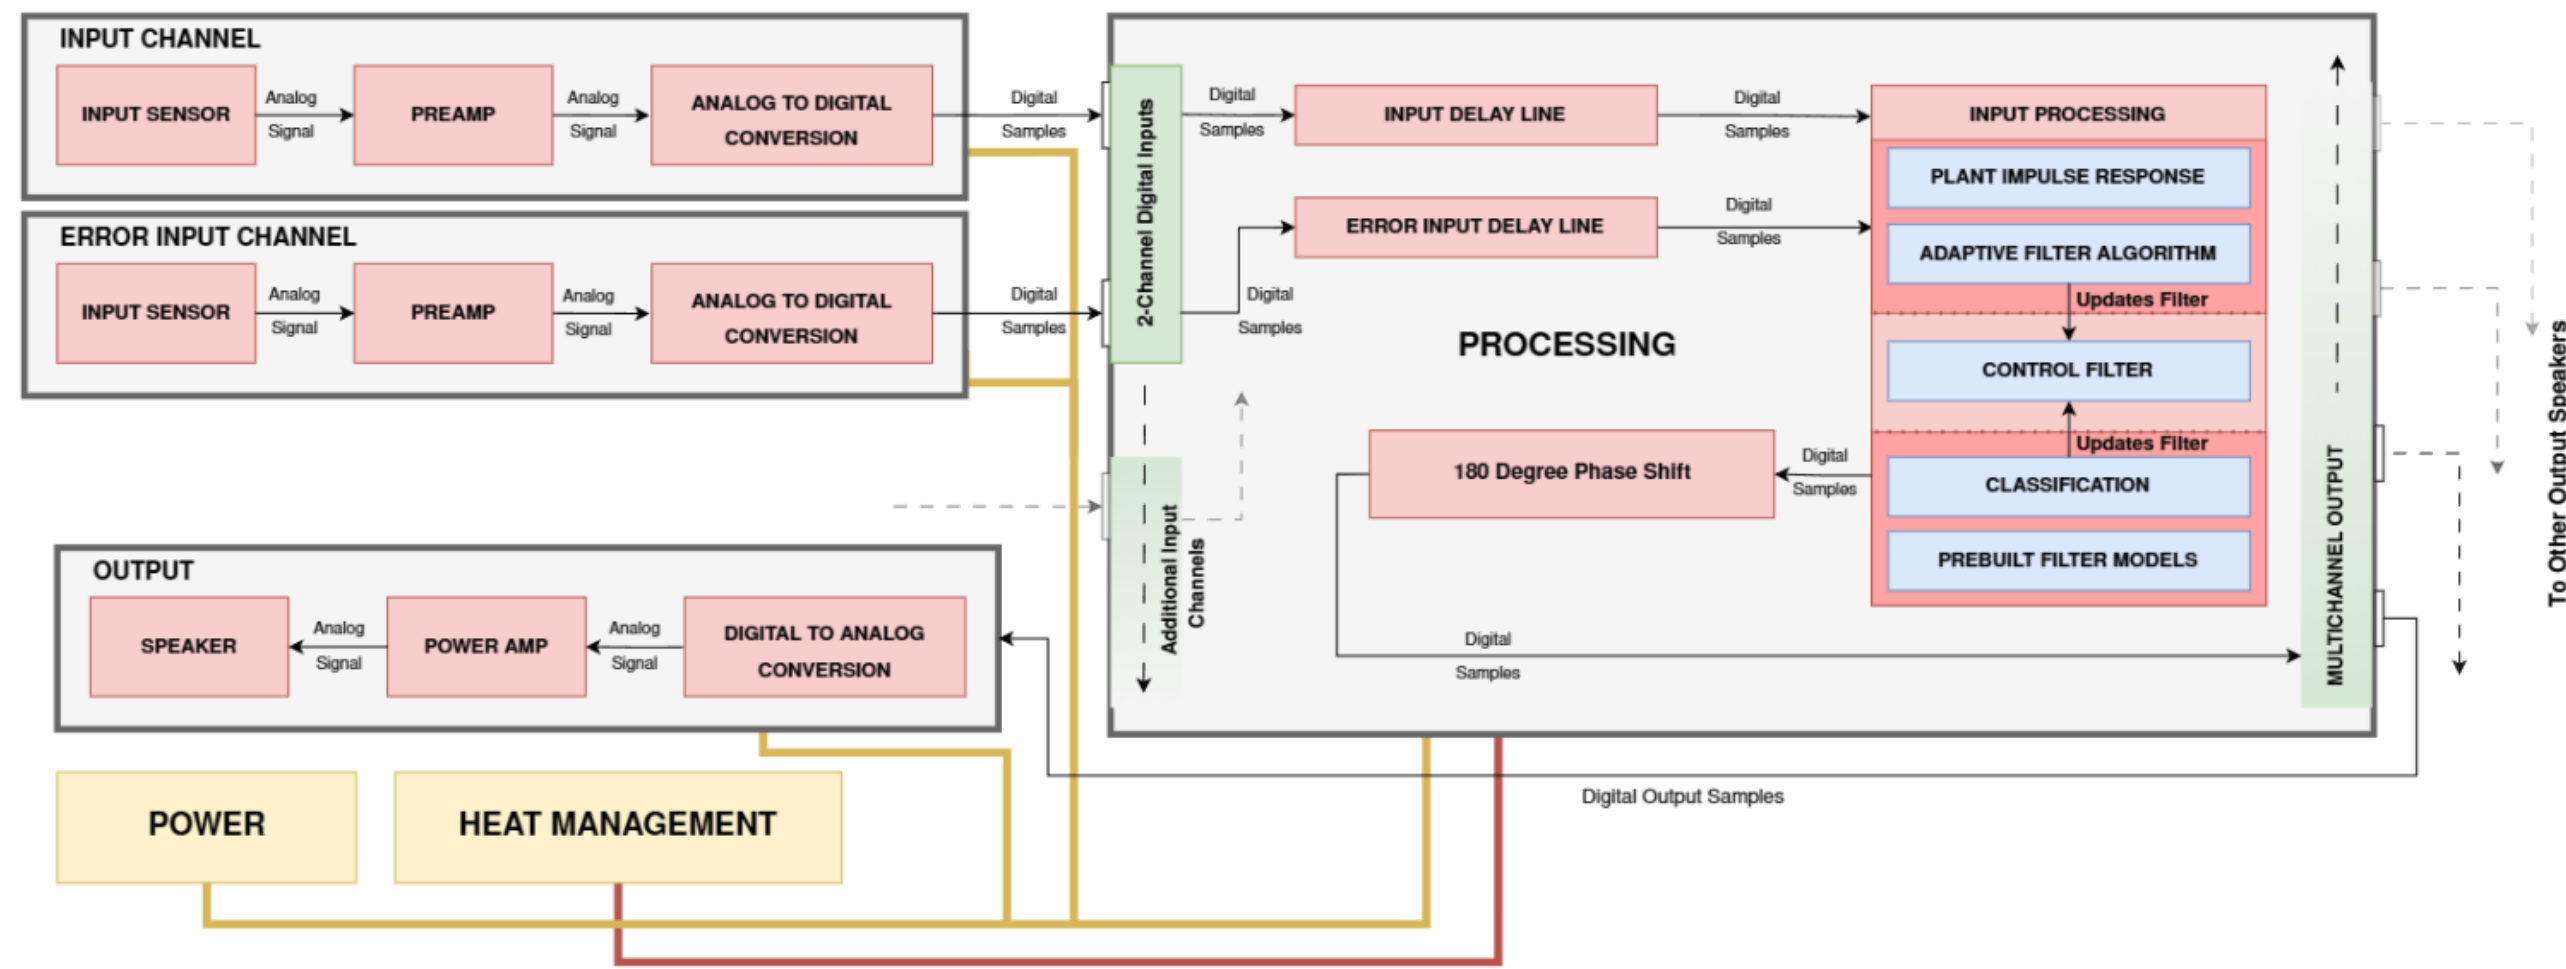 INPUT CHANNEL
INPUT SENSOR
Analog
Signal
PREAMP
Analog
Signal
ANALOG TO DIGITAL
CONVERSION
Digital
Samples
ERROR INPUT CHANNEL
INPUT SENSOR
Analog
Signal
PREAMP
Analog
Signal
ANALOG TO DIGITAL
CONVERSION
Digital
Samples
2-Channel Digital Inputs
Digital
Samples
INPUT DELAY LINE
Digital
Samples
Digital
Samples
ERROR INPUT DELAY LINE
Digital
Samples
PROCESSING
INPUT PROCESSING
PLANT IMPULSE RESPONSE
ADAPTIVE FILTER ALGORITHM
Updates Filter
CONTROL FILTER
Updates Filter
CLASSIFICATION
PREBUILT FILTER MODELS
Digital
Samples
180 Degree Phase Shift
Digital
Samples
Additional Input
Channels
MULTICHANNEL OUTPUT
To Other Output Speakers
OUTPUT
SPEAKER
Analog
Signal
POWER AMP
Analog
Signal
DIGITAL TO ANALOG
CONVERSION
Digital Output Samples
POWER
HEAT MANAGEMENT